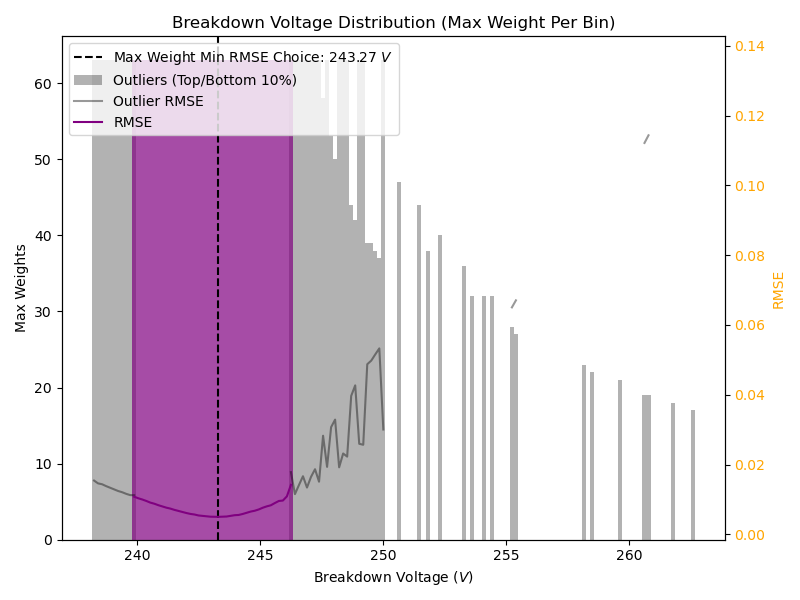 Breakdown Voltage Distribution (Max Weight Per Bin)
Max Weight Min RMSE Choice: 243.27 V
Outliers (Top/Bottom 10%)
Outlier RMSE
RMSE
Max Weights
60
50
40
30
20
10
0
0.14
0.12
0.10
0.08
0.06
0.04
0.02
0.00
RMSE
240 245 250 255 260
Breakdown Voltage (V)